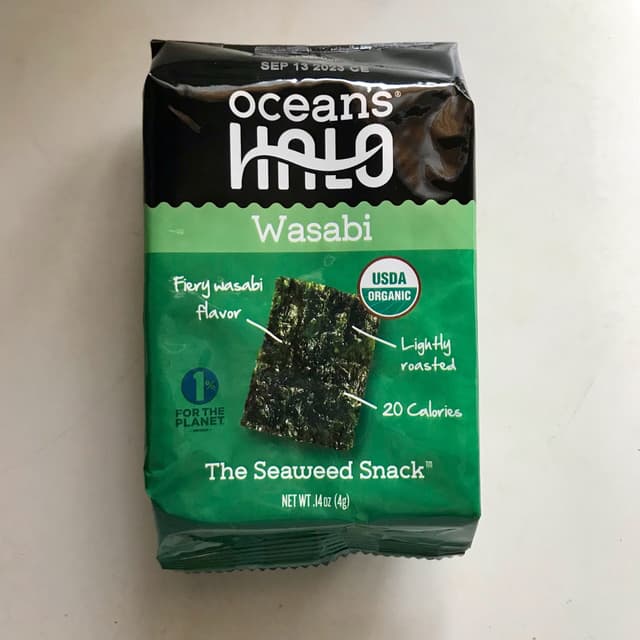 SEP 13 2023 CE
oceans®
HALO
Wasabi
USDA
ORGANIC
Fiery wasabi
flavor
Lightly
roasted
1%
FOR THE
PLANET
20 Calories
The Seaweed Snack™
NET WT .14 oz (4g)